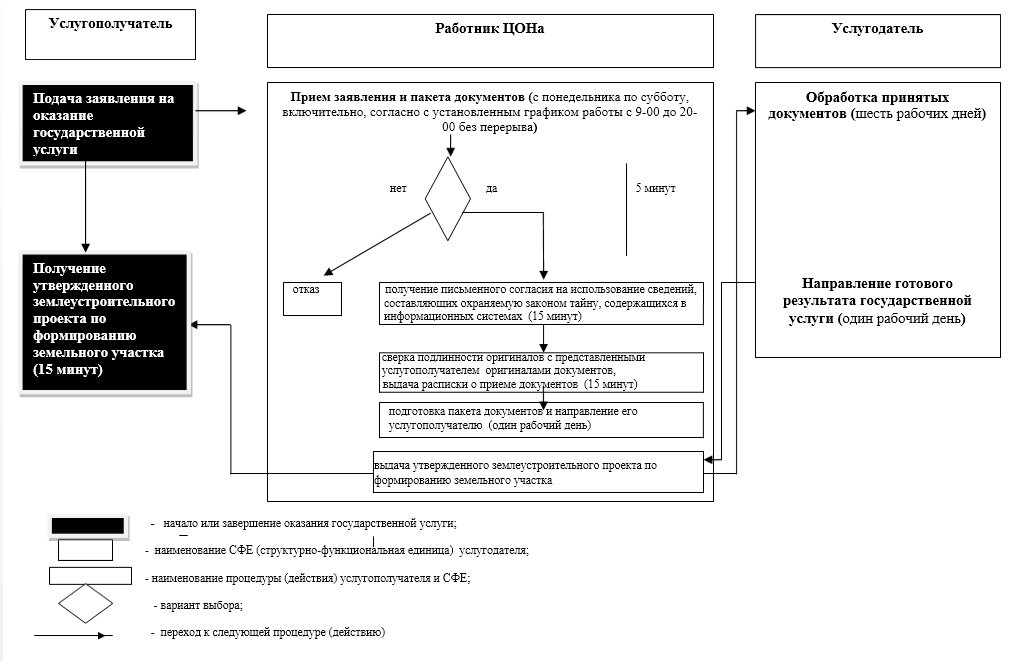 Услугополучатель
Работник ЦОНа
Услугодатель
Подача заявления на
оказание
государственной
услуги
Прием заявления и пакета документов (с понедельника по субботу,
включительно, согласно с установленным графиком работы с 9-00 до 20-
00 без перерыва)
Обработка принятых
документов (шесть рабочих дней)
нет
да
5 минут
Получение
утвержденного
землеустроительного
проекта по
формированию
земельного участка
(15 минут)
отказ
получение письменного согласия на использование сведений,
составляющих охраняемую законом тайну, содержащихся в
информационных системах (15 минут)
Направление готового
результата государственной
услуги (один рабочий день)
сверка подлинности оригиналов с представленными
услугополучателем оригиналами документов,
выдача расписки о приеме документов (15 минут)
подготовка пакета документов и направление его
услугополучателю (один рабочий день)
выдача утвержденного землеустроительного проекта по
формированию земельного участка
- начало или завершение оказания государственной услуги;
- наименование СФЕ (структурно-функциональная единица) услугодателя;
- наименование процедуры (действия) услугополучателя и СФЕ;
- вариант выбора;
- переход к следующей процедуре (действию)